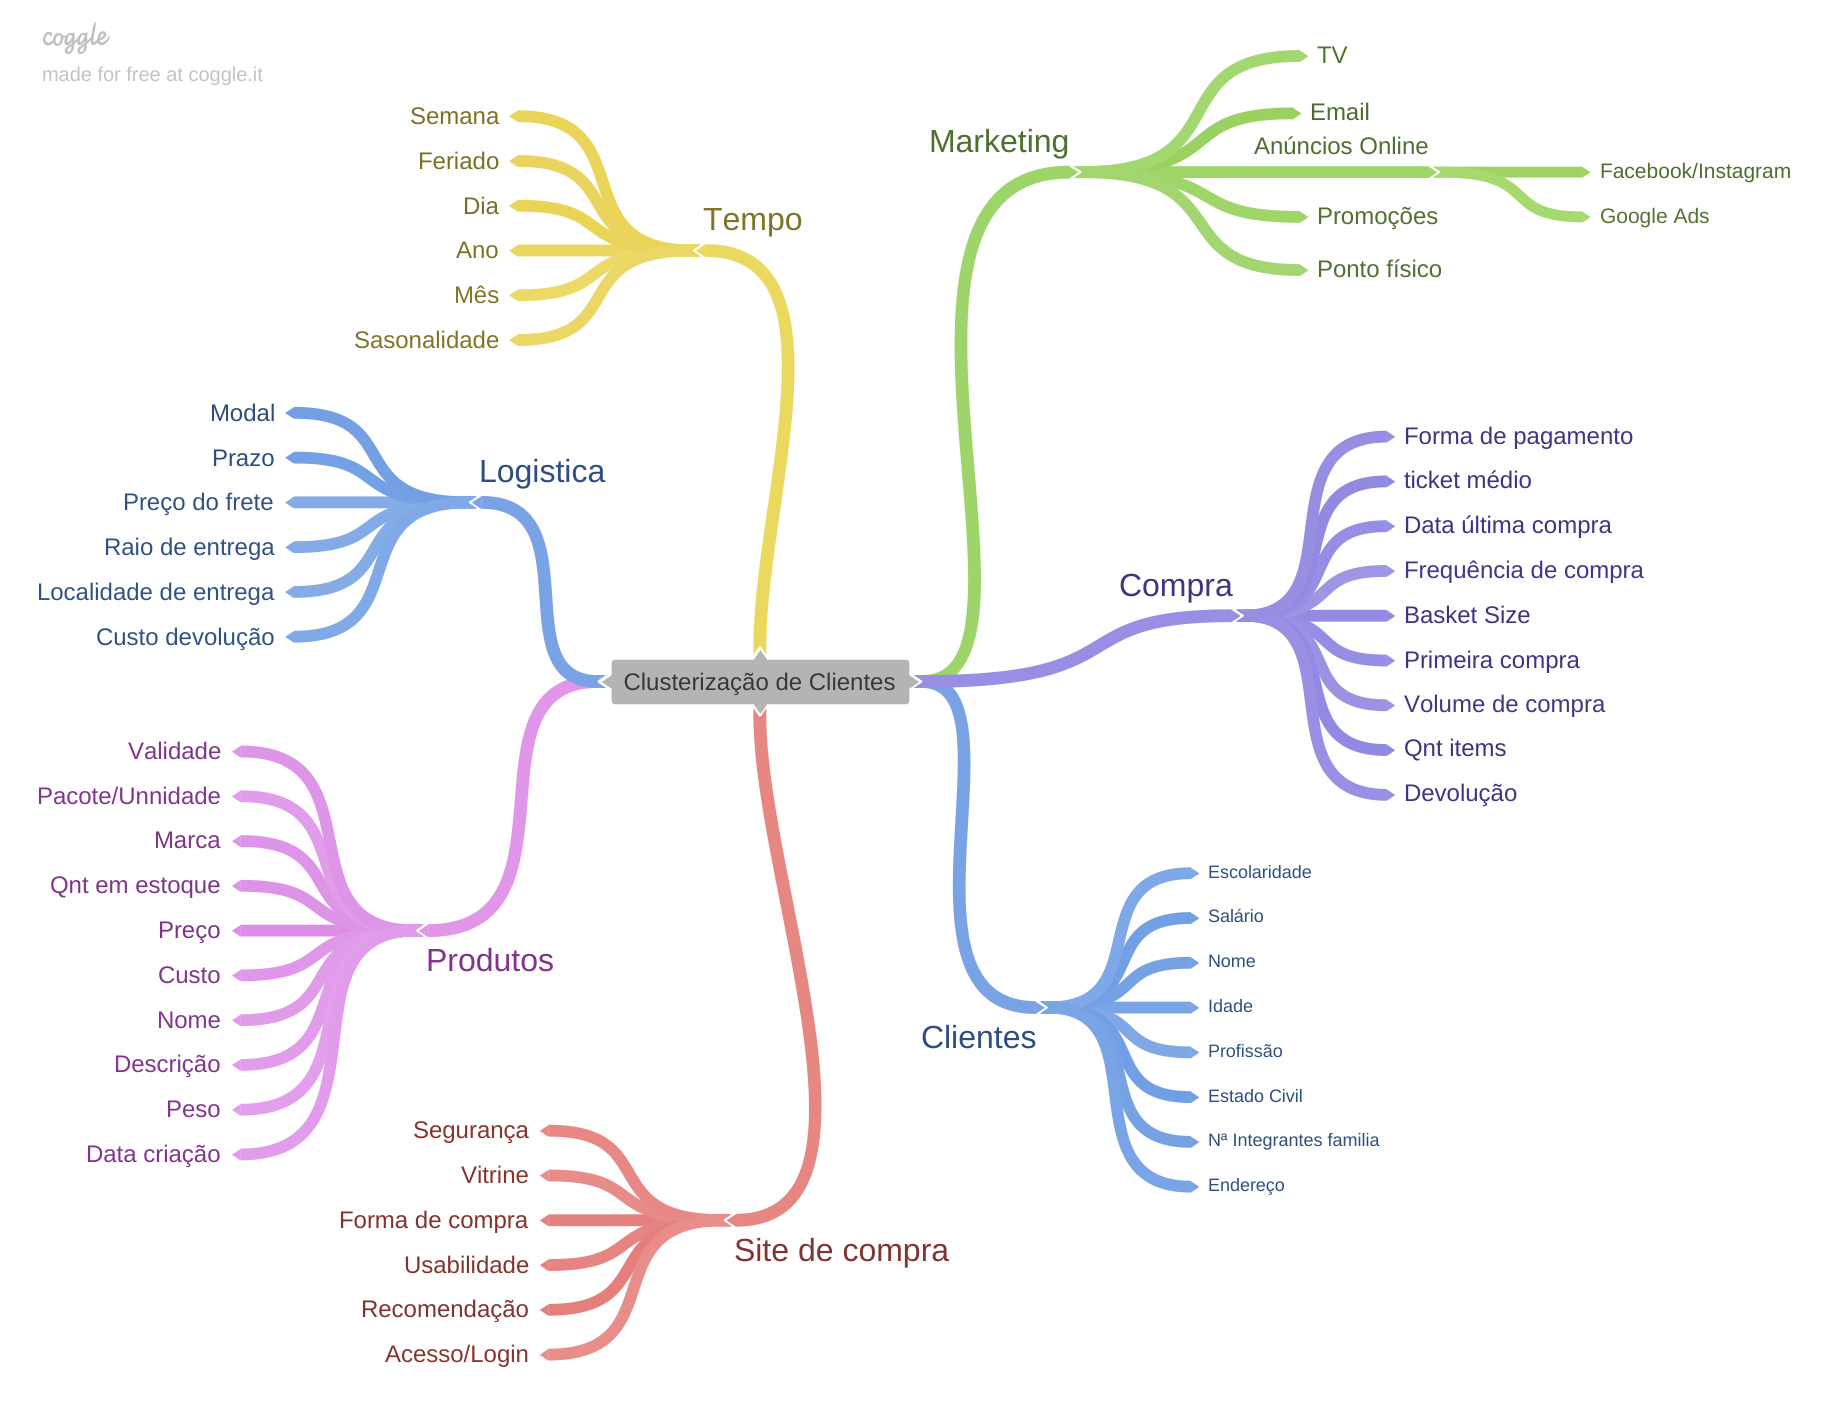 coggle
made for free at coggle.it
Clusterização de Clientes
Tempo
Semana
Feriado
Dia
Ano
Mês
Sasonalidade
Logistica
Modal
Prazo
Preço do frete
Raio de entrega
Localidade de entrega
Custo devolução
Produtos
Validade
Pacote/Unnidade
Marca
Qnt em estoque
Preço
Custo
Nome
Descrição
Peso
Data criação
Site de compra
Segurança
Vitrine
Forma de compra
Usabilidade
Recomendação
Acesso/Login
Marketing
TV
Email
Anúncios Online
Facebook/Instagram
Google Ads
Promoções
Ponto físico
Compra
Forma de pagamento
ticket médio
Data última compra
Frequência de compra
Basket Size
Primeira compra
Volume de compra
Qnt items
Devolução
Clientes
Escolaridade
Salário
Nome
Idade
Profissão
Estado Civil
Nª Integrantes familia
Endereço